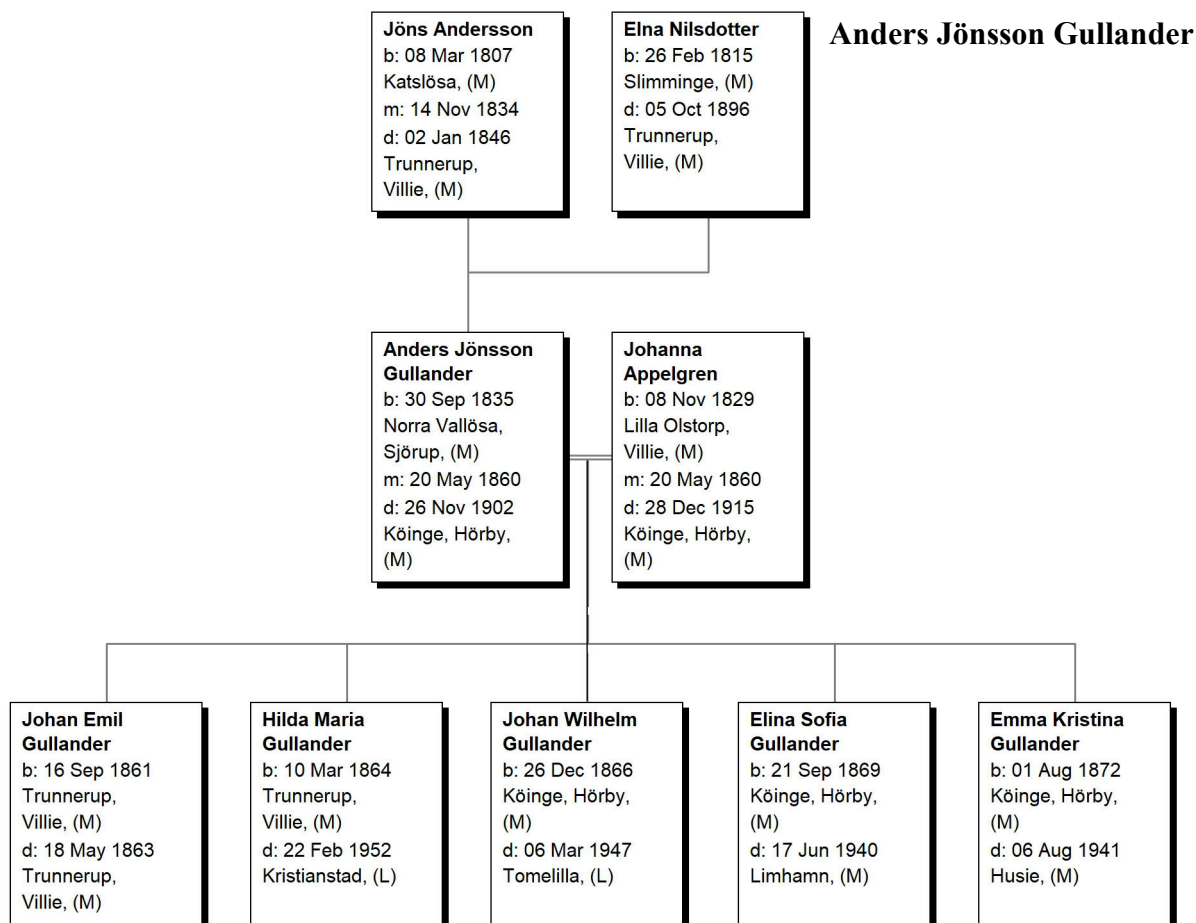 Anders Jönsson Gullander
Jöns Andersson
b: 08 Mar 1807
Katslösa, (M)
m: 14 Nov 1834
d: 02 Jan 1846
Trunnerup,
Villie, (M)
Elna Nilsdotter
b: 26 Feb 1815
Slimminge, (M)
d: 05 Oct 1896
Trunnerup,
Villie, (M)
Anders Jönsson
Gullander
b: 30 Sep 1835
Norra Vallösa,
Sjörup, (M)
m: 20 May 1860
d: 26 Nov 1902
Köinge, Hörby,
(M)
Johanna
Appelgren
b: 08 Nov 1829
Lilla Olstorp,
Villie, (M)
m: 20 May 1860
d: 28 Dec 1915
Köinge, Hörby,
(M)
Johan Emil
Gullander
b: 16 Sep 1861
Trunnerup,
Villie, (M)
d: 18 May 1863
Trunnerup,
Villie, (M)
Hilda Maria
Gullander
b: 10 Mar 1864
Trunnerup,
Villie, (M)
d: 22 Feb 1952
Kristianstad, (L)
Johan Wilhelm
Gullander
b: 26 Dec 1866
Köinge, Hörby,
(M)
d: 06 Mar 1947
Tomelilla, (L)
Elina Sofia
Gullander
b: 21 Sep 1869
Köinge, Hörby,
(M)
d: 17 Jun 1940
Limhamn, (M)
Emma Kristina
Gullander
b: 01 Aug 1872
Köinge, Hörby,
(M)
d: 06 Aug 1941
Husie, (M)